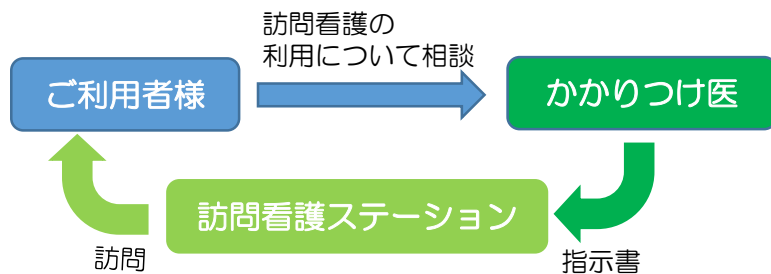 訪問看護の
利用について相談
ご利用者様
かかりつけ医
訪問看護ステーション
訪問
指示書